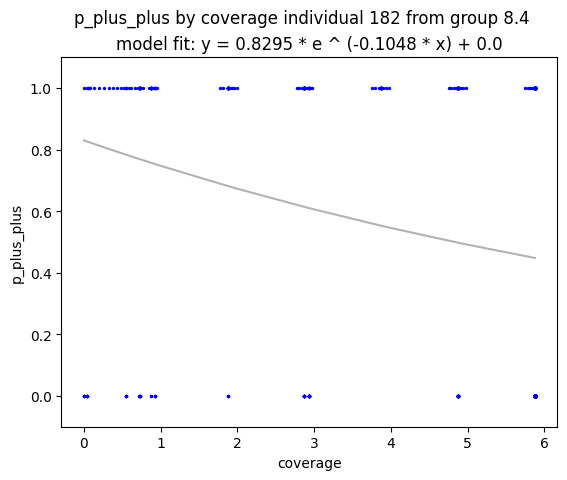 p_plus_plus by coverage individual 182 from group 8.4
model fit: y = 0.8295 * e ^ (-0.1048 * x) + 0.0
1.0
0.8
0.6
0.4
0.2
0.0
p_plus_plus
0 1 2 3 4 5 6
coverage